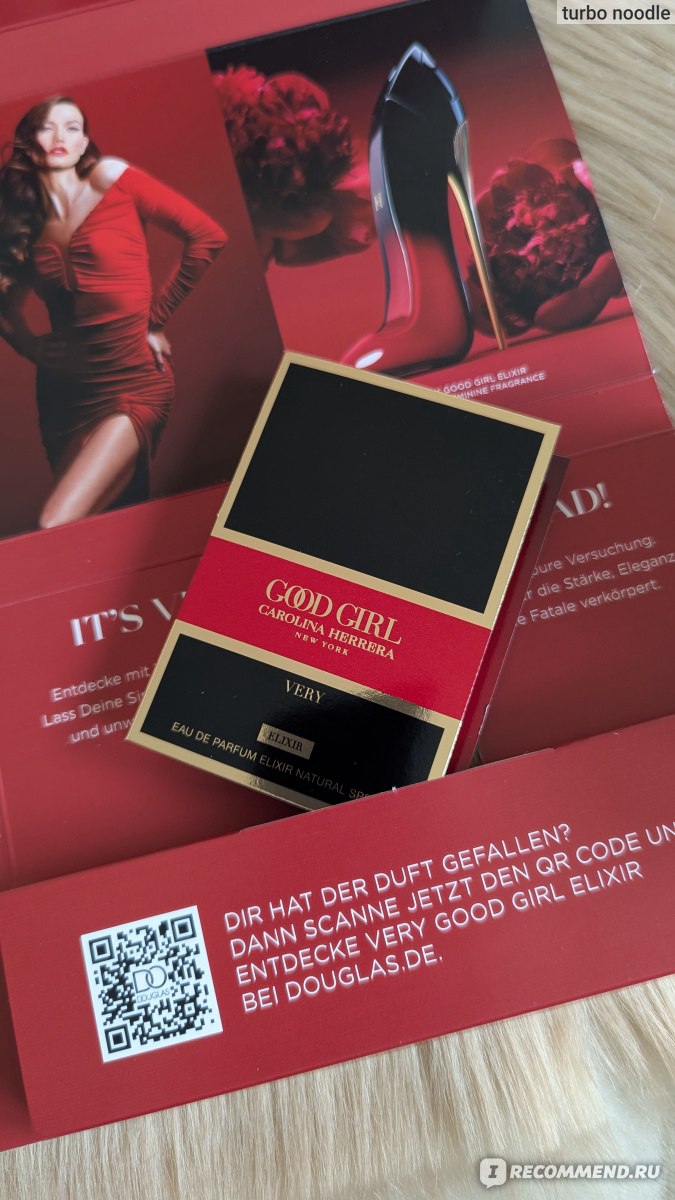 turbo noodle
GOOD GIRL ELIXIR
FEMININE FRAGRANCE
IT'S
AD!
pure Versuchung.
die Stärke, Eleganz
Fatale verkörpert.
Entdecke mit
Lass Deine
und
GOOD GIRL
CAROLINA HERRERA
NEW YORK
VERY
ELIXIR
EAU DE PARFUM ELIXIR NATURAL
DIR HAT DER DUFT GEFALLEN?
DANN SCANNE JETZT DEN QR CODE UN
ENTDECKE VERY GOOD GIRL ELIXIR
BEI DOUGLAS.DE.
DOUGLAS
IRECOMMEND.RU